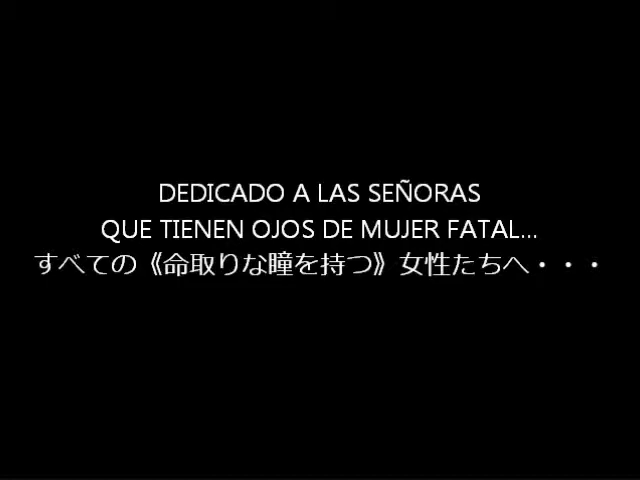 DEDICADO A LAS SEÑORAS
QUE TIENEN OJOS DE MUJER FATAL...
すべての《命取りな瞳を持つ》女性たちへ・・・